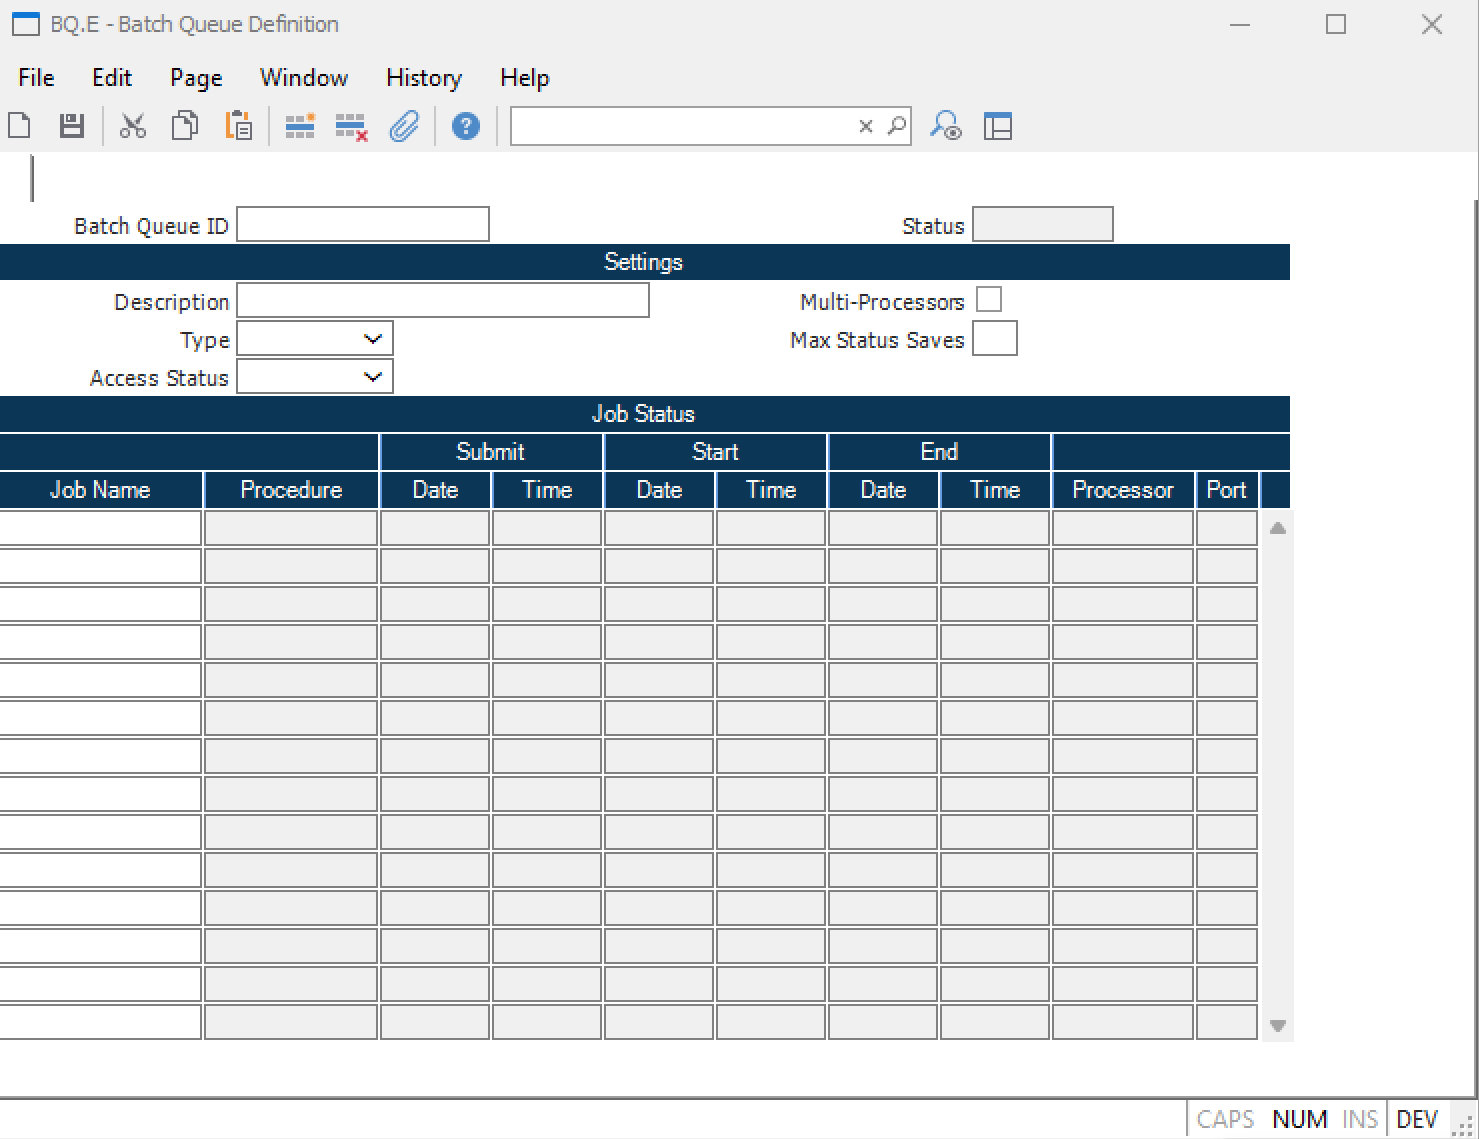 BQ.E - Batch Queue Definition
File Edit Page Window History Help
Batch Queue ID Status
Settings
Description Multi-Processors
Type Max Status Saves
Access Status
Job Status
Submit Start End
Job Name Procedure Date Time Date Time Date Time Processor Port
CAPS NUM INS DEV